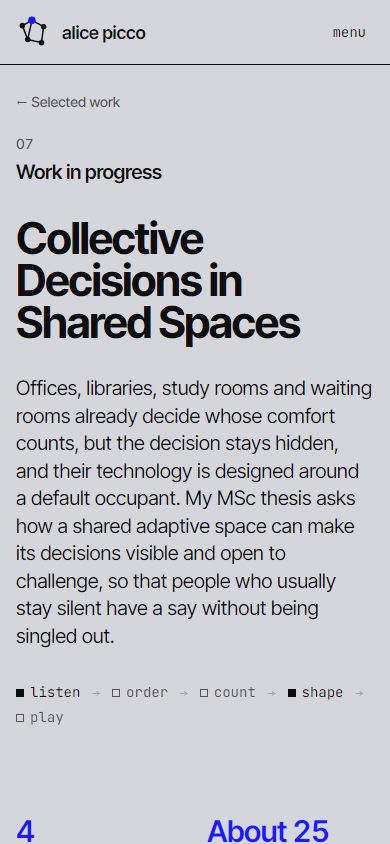 alice picco
menu
← Selected work
07
Work in progress
Collective
Decisions in
Shared Spaces
Offices, libraries, study rooms and waiting
rooms already decide whose comfort
counts, but the decision stays hidden,
and their technology is designed around
a default occupant. My MSc thesis asks
how a shared adaptive space can make
its decisions visible and open to
challenge, so that people who usually
stay silent have a say without being
singled out.
■ listen → □ order → □ count → ■ shape →
□ play
4
About 25